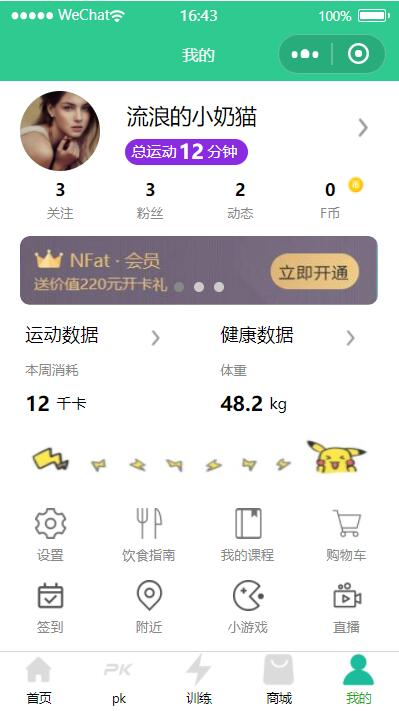 WeChat 16:43 100%
我的
流浪的小奶猫
总运动12分钟
3 3 2 0 币
关注 粉丝 动态 F币
NFat · 会员
送价值220元开卡礼
立即开通
运动数据 健康数据
本周消耗 体重
12 千卡 48.2 kg
设置 饮食指南 我的课程 购物车
签到 附近 小游戏 直播
PK
首页 pk 训练 商城 我的